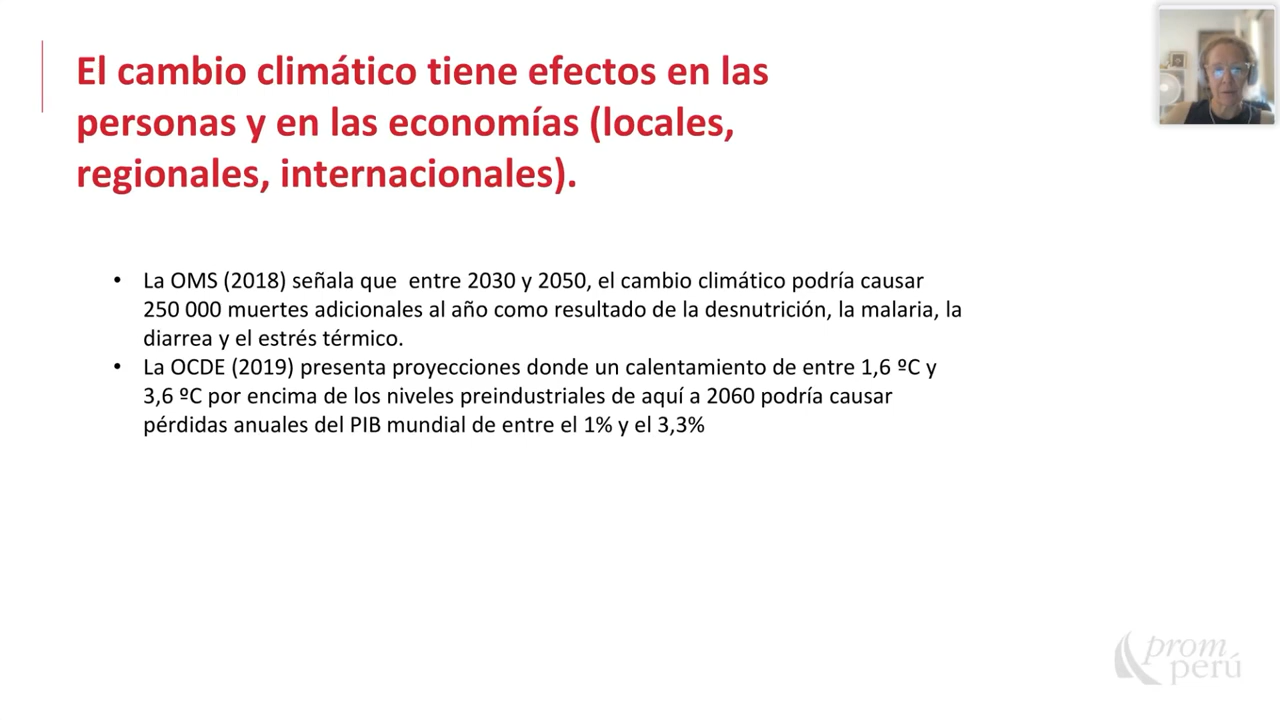 El cambio climático tiene efectos en las
personas y en las economías (locales,
regionales, internacionales).
• La OMS (2018) señala que  entre 2030 y 2050, el cambio climático podría causar
250 000 muertes adicionales al año como resultado de la desnutrición, la malaria, la
diarrea y el estrés térmico.
• La OCDE (2019) presenta proyecciones donde un calentamiento de entre 1,6 ºC y
3,6 ºC por encima de los niveles preindustriales de aquí a 2060 podría causar
pérdidas anuales del PIB mundial de entre el 1% y el 3,3%
prom
perú